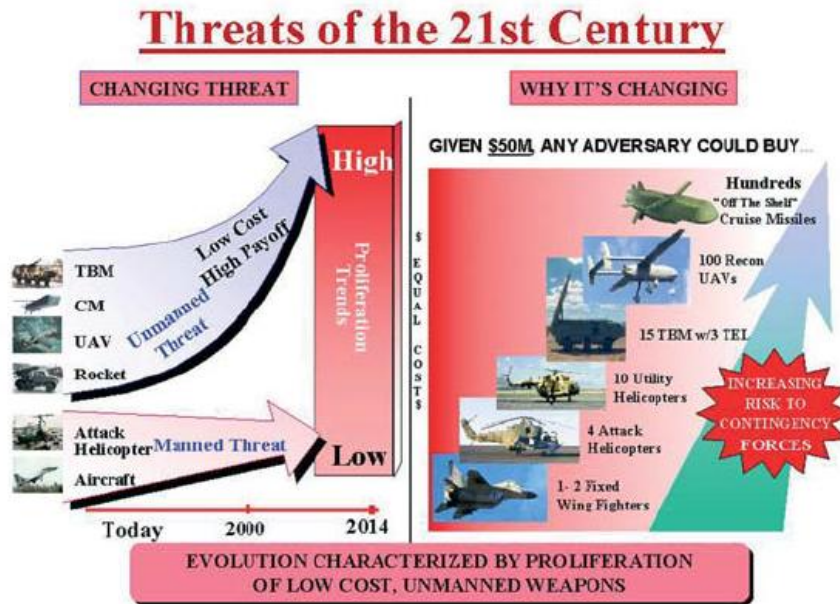 Threats of the 21st Century
CHANGING THREAT
High
Low Cost
High Payoff
Unmanned
Threat
TBM
CM
UAV
Rocket
Proliferation
Trends
Attack
Helicopter
Manned Threat
Aircraft
Low
Today
2000
2014
$ EQUAL COST $
WHY IT'S CHANGING
GIVEN $50M, ANY ADVERSARY COULD BUY...
Hundreds
"Off The Shelf"
Cruise Missiles
100 Recon
UAVs
15 TBM w/3 TEL
10 Utility
Helicopters
4 Attack
Helicopters
1- 2 Fixed
Wing Fighters
INCREASING
RISK TO
CONTINGENCY
FORCES
EVOLUTION CHARACTERIZED BY PROLIFERATION
OF LOW COST, UNMANNED WEAPONS